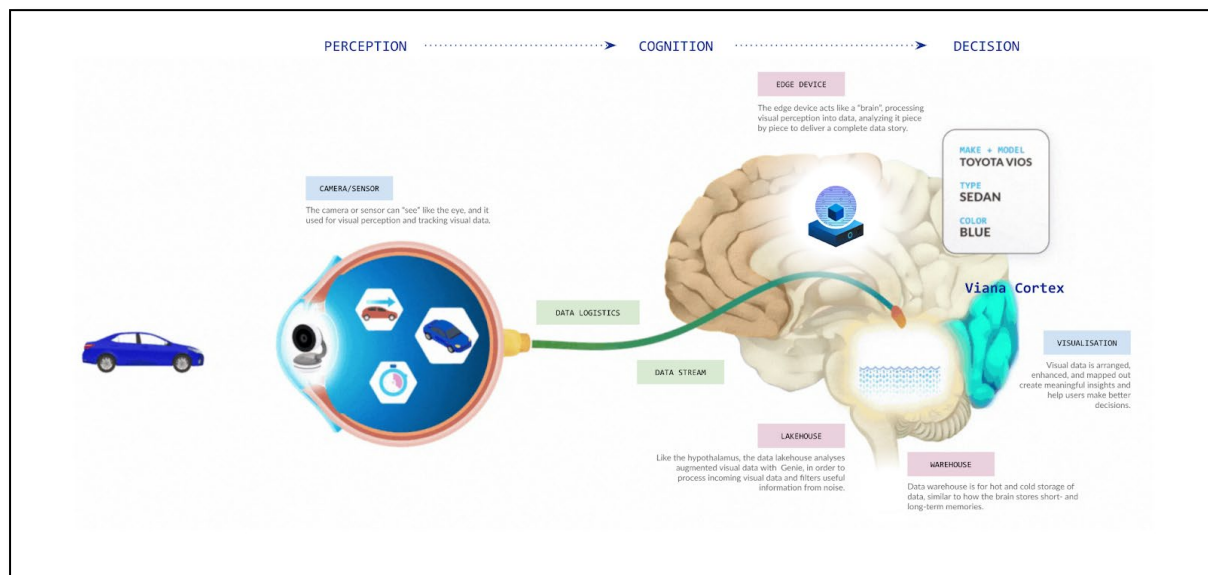 PERCEPTION
COGNITION
DECISION
EDGE DEVICE
The edge device acts like a "brain", processing
visual perception into data, analyzing it piece
by piece to deliver a complete data story.
MAKE + MODEL
TOYOTA VIOS
TYPE
SEDAN
COLOR
BLUE
CAMERA/SENSOR
The camera or sensor can "see" like the eye, and it
used for visual perception and tracking visual data.
Viana Cortex
DATA LOGISTICS
DATA STREAM
VISUALISATION
Visual data is arranged,
enhanced, and mapped out
create meaningful insights and
help users make better
decisions.
LAKEHOUSE
Like the hypothalamus, the data lakehouse analyses
augmented visual data with Genie, in order to
process incoming visual data and filters useful
information from noise.
WAREHOUSE
Data warehouse is for hot and cold storage of
data, similar to how the brain stores short- and
long-term memories.